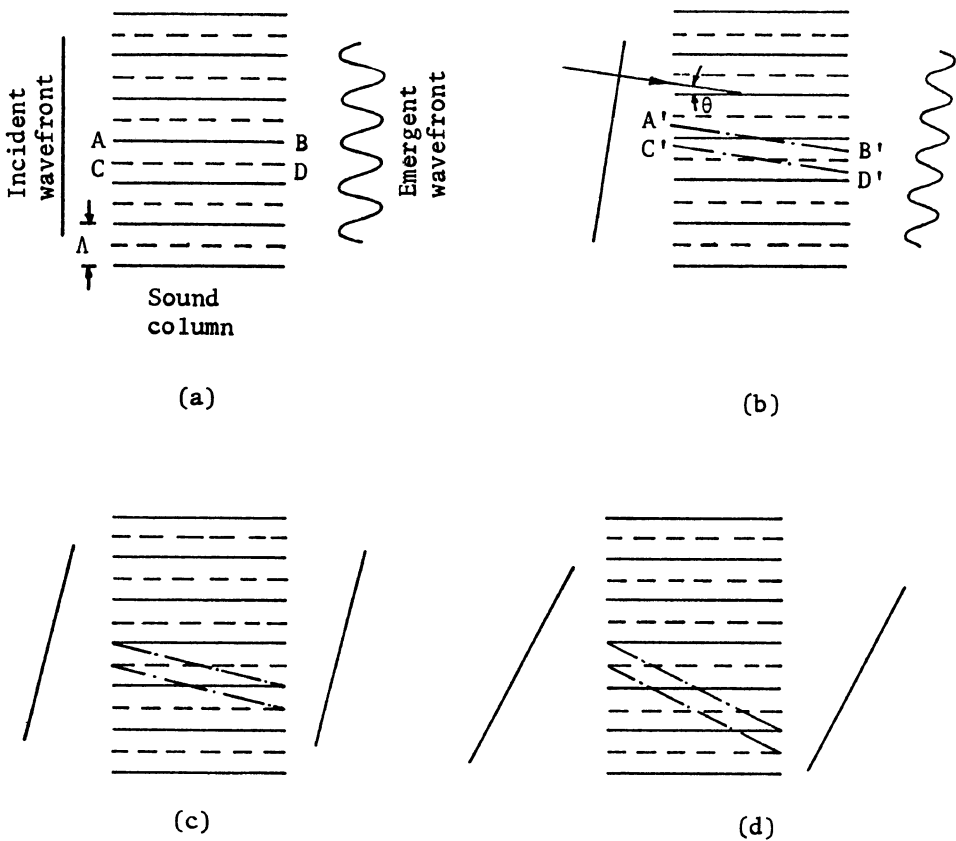 Incident
wavefront
A
C
Λ
B
D
Emergent
wavefront
Sound
column
(a)
θ
A'
C'
B'
D'
(b)
(c)
(d)